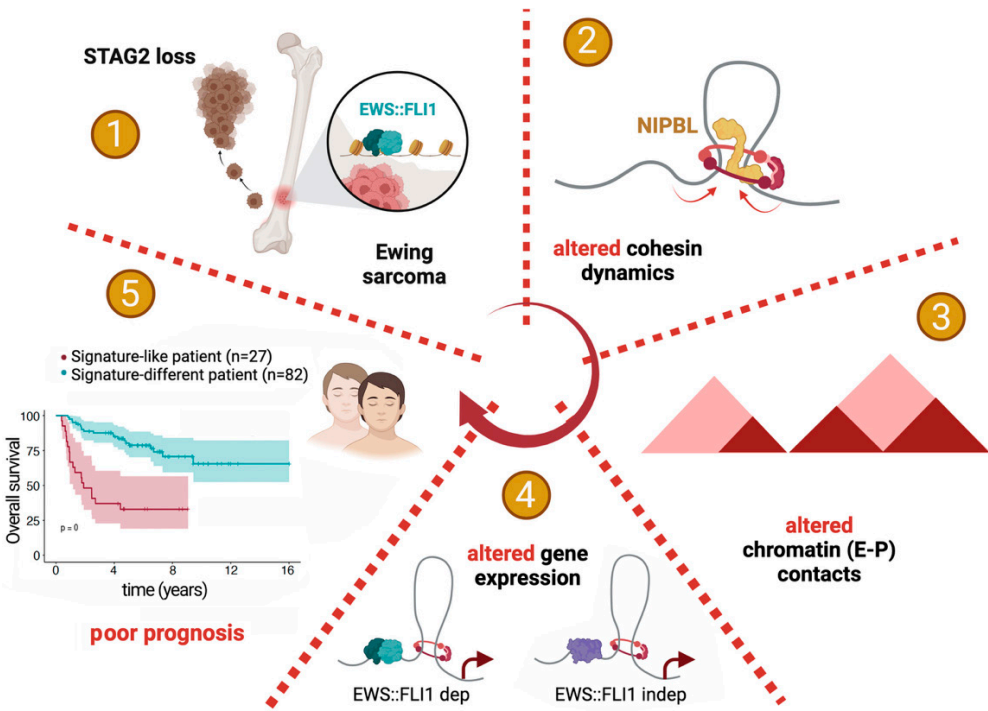 1
STAG2 loss
EWS::FLI1
Ewing
sarcoma
2
NIPBL
altered cohesin
dynamics
3
altered
chromatin (E-P)
contacts
4
altered gene
expression
EWS::FLI1 dep
EWS::FLI1 indep
5
Signature-like patient (n=27)
Signature-different patient (n=82)
Overall survival
100
75
50
25
0
p = 0
0 4 8 12 16
time (years)
poor prognosis